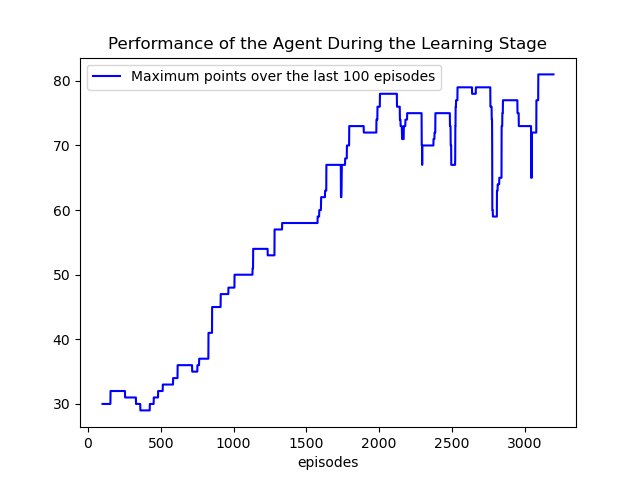 Performance of the Agent During the Learning Stage
Maximum points over the last 100 episodes
80
70
60
50
40
30
0 500 1000 1500 2000 2500 3000
episodes